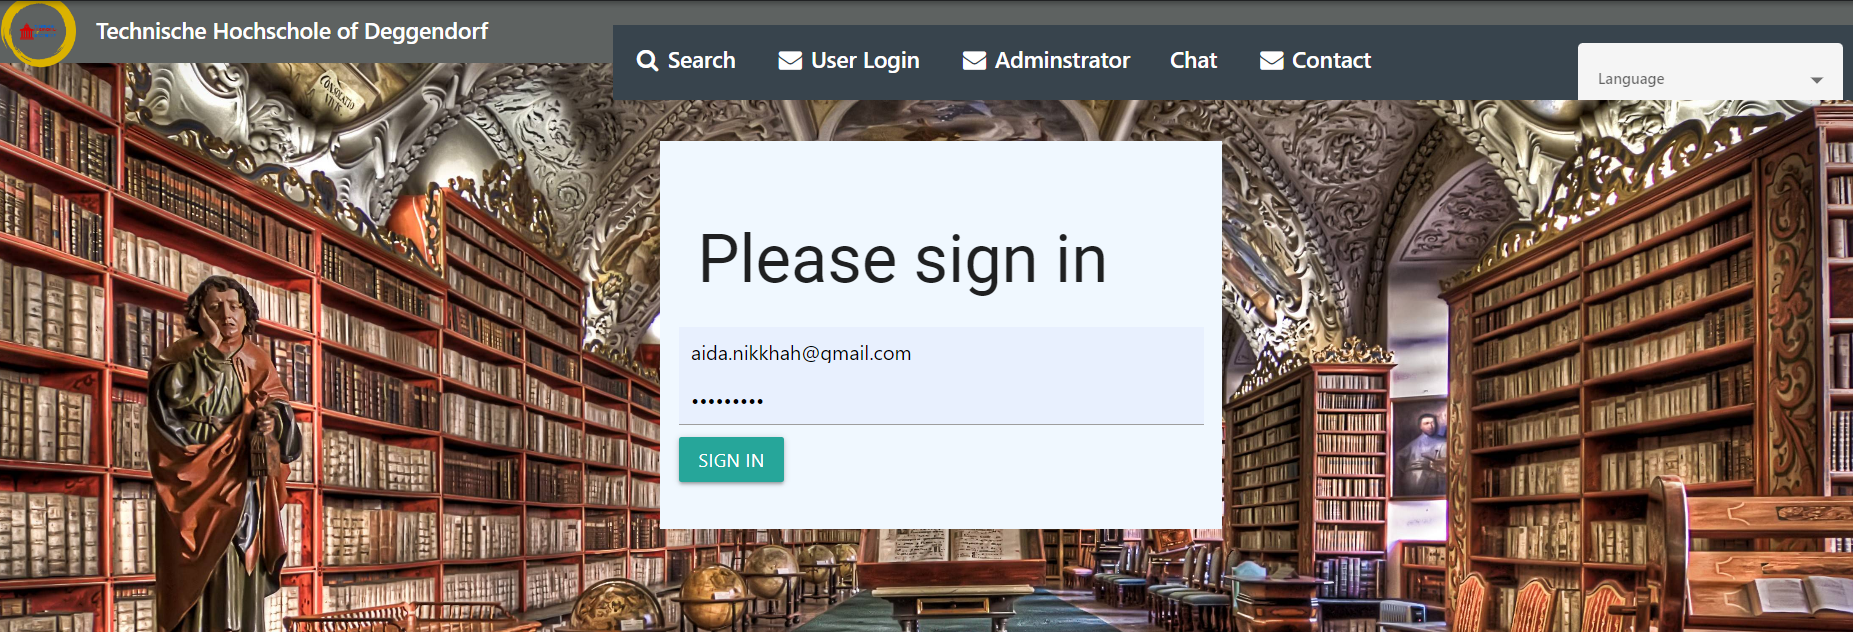 Technische Hochschole of Deggendorf
Search
User Login
Adminstrator
Chat
Contact
Language
Please sign in
aida.nikkhah@gmail.com
•••••••••
SIGN IN